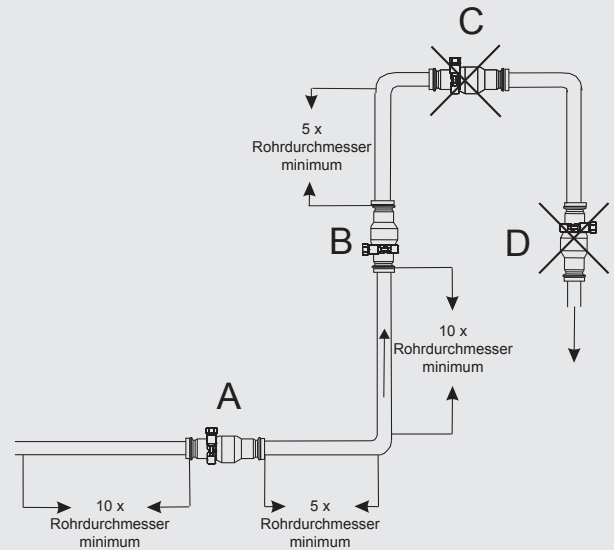 C
5 x
Rohrdurchmesser
minimum
B
D
10 x
Rohrdurchmesser
minimum
A
10 x
Rohrdurchmesser
minimum
5 x
Rohrdurchmesser
minimum